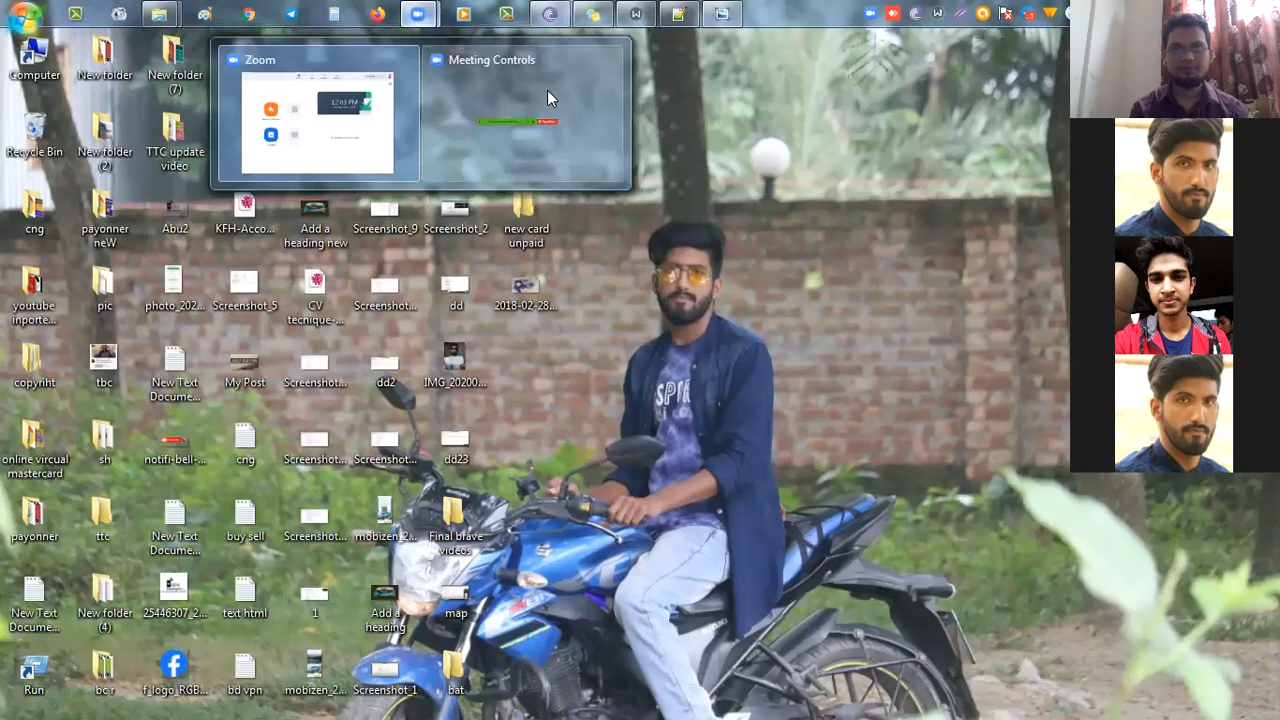 Zoom
Meeting Controls
12:03 PM
Computer
New folder
New folder
(7)
Recycle Bin
New folder
(2)
TTC update
video
cng
payonner
neW
Abu2
KFH-Acco...
Add a
heading new
Screenshot_9
Screenshot_2
new card
unpaid
youtube
inporte...
pic
photo_202...
Screenshot_5
CV
tecnique-...
Screenshot...
dd
2018-02-28...
copyriht
tbc
New Text
Docume...
My Post
Screenshot...
dd2
IMG_20200...
online vircual
mastercard
sh
notifi-bell-...
cng
Screenshot...
Screenshot...
dd23
payonner
ttc
New Text
Docume...
buy sell
Screenshot...
mobizen_2...
Final brave
videos
New Text
Docume...
New folder
(4)
25446307_2...
text html
1
Add a
heading
map
Run
bc r
f_logo_RGB...
bd vpn
mobizen_2...
Screenshot_1
bat